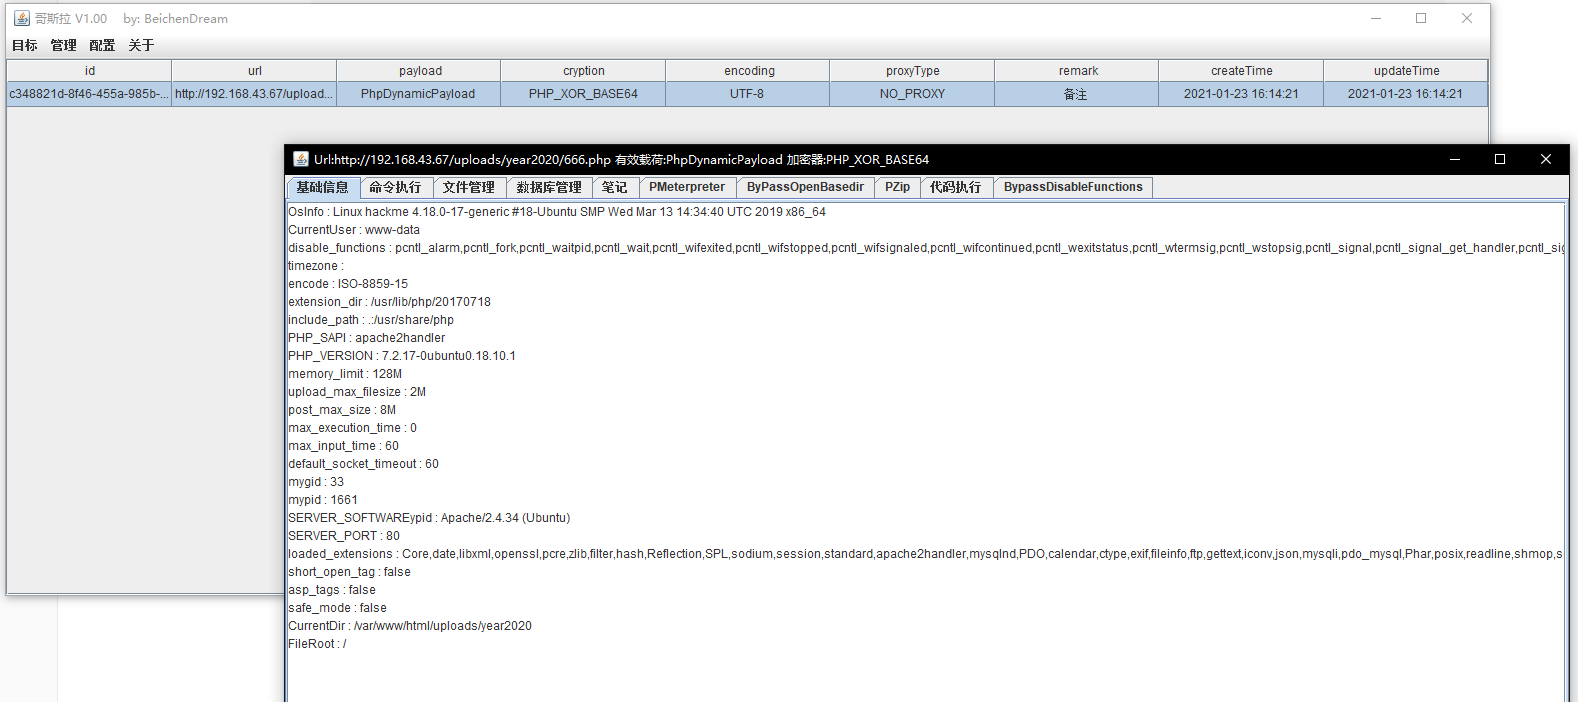 哥斯拉 V1.00 by: BeichenDream
目标 管理 配置 关于
id url payload cryption encoding proxyType remark createTime updateTime
c348821d-8f46-455a-985b-... http://192.168.43.67/upload... PhpDynamicPayload PHP_XOR_BASE64 UTF-8 NO_PROXY 备注 2021-01-23 16:14:21 2021-01-23 16:14:21
Url:http://192.168.43.67/uploads/year2020/666.php 有效载荷:PhpDynamicPayload 加密器:PHP_XOR_BASE64
基础信息 命令执行 文件管理 数据库管理 笔记 PMeterpreter ByPassOpenBasedir PZip 代码执行 BypassDisableFunctions
OsInfo : Linux hackme 4.18.0-17-generic #18-Ubuntu SMP Wed Mar 13 14:34:40 UTC 2019 x86_64
CurrentUser : www-data
disable_functions : pcntl_alarm,pcntl_fork,pcntl_waitpid,pcntl_wait,pcntl_wifexited,pcntl_wifstopped,pcntl_wifsignaled,pcntl_wifcontinued,pcntl_wexitstatus,pcntl_wtermsig,pcntl_wstopsig,pcntl_signal,pcntl_signal_get_handler,pcntl_sig
timezone :
encode : ISO-8859-15
extension_dir : /usr/lib/php/20170718
include_path : .:/usr/share/php
PHP_SAPI : apache2handler
PHP_VERSION : 7.2.17-0ubuntu0.18.10.1
memory_limit : 128M
upload_max_filesize : 2M
post_max_size : 8M
max_execution_time : 0
max_input_time : 60
default_socket_timeout : 60
mygid : 33
mypid : 1661
SERVER_SOFTWAREypid : Apache/2.4.34 (Ubuntu)
SERVER_PORT : 80
loaded_extensions : Core,date,libxml,openssl,pcre,zlib,filter,hash,Reflection,SPL,sodium,session,standard,apache2handler,mysqlnd,PDO,calendar,ctype,exif,fileinfo,ftp,gettext,iconv,json,mysqli,pdo_mysql,Phar,posix,readline,shmop,s
short_open_tag : false
asp_tags : false
safe_mode : false
CurrentDir : /var/www/html/uploads/year2020
FileRoot : /